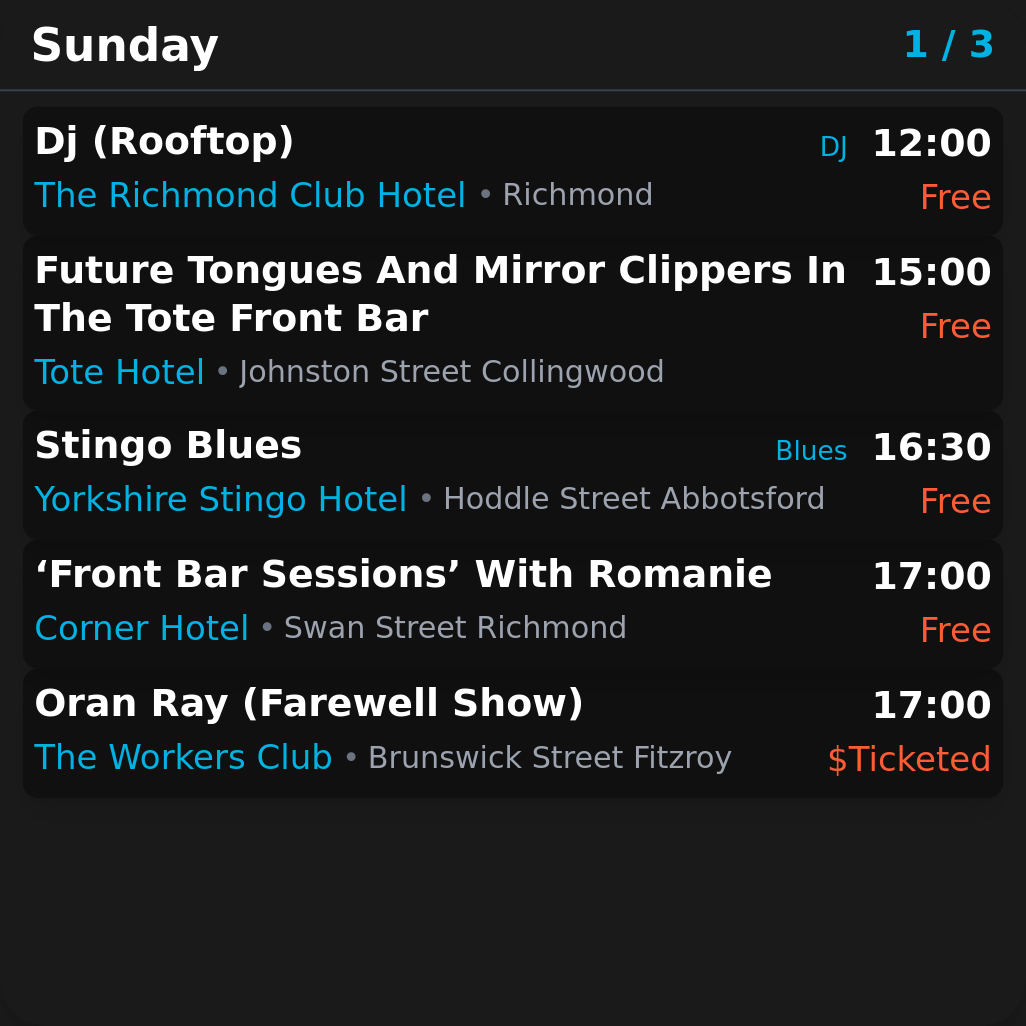 Sunday 1 / 3
Dj (Rooftop) DJ 12:00
The Richmond Club Hotel • Richmond Free
Future Tongues And Mirror Clippers In 15:00
The Tote Front Bar Free
Tote Hotel • Johnston Street Collingwood
Stingo Blues Blues 16:30
Yorkshire Stingo Hotel • Hoddle Street Abbotsford Free
‘Front Bar Sessions’ With Romanie 17:00
Corner Hotel • Swan Street Richmond Free
Oran Ray (Farewell Show) 17:00
The Workers Club • Brunswick Street Fitzroy $Ticketed